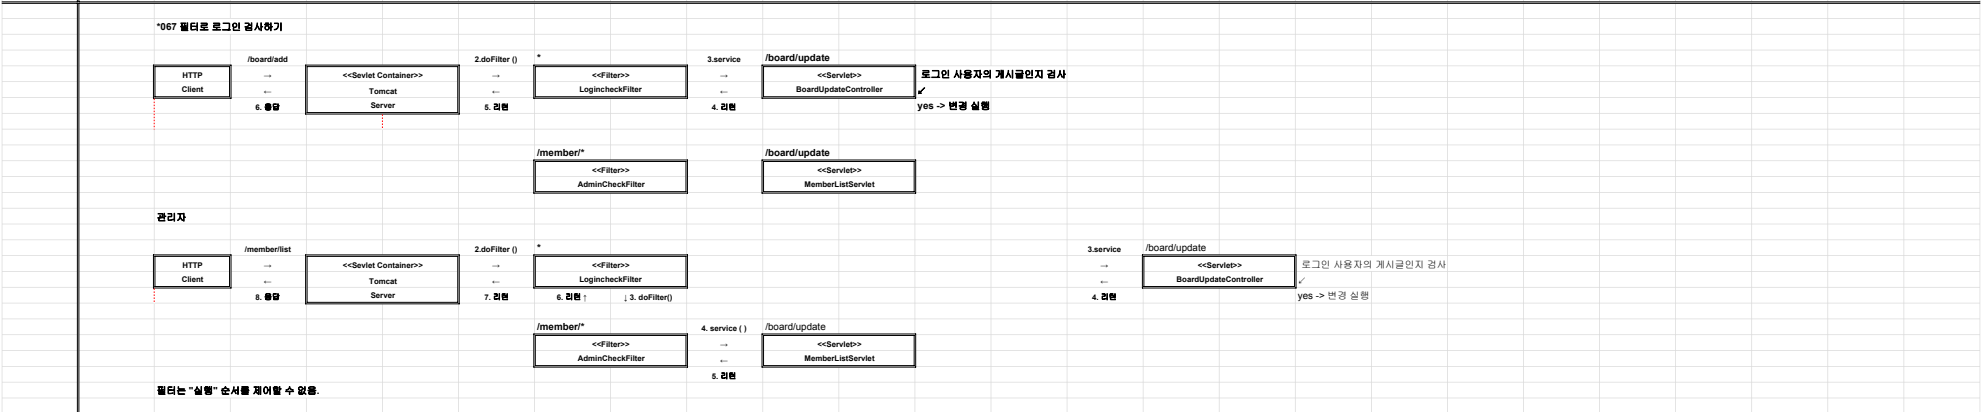 *067 필터로 로그인 검사하기
/board/add 2.doFilter () * 3.service /board/update
HTTP → <<Sevlet Container>> → <<Filter>> → <<Servlet>> 로그인 사용자의 게시글인지 검사
Client ← Tomcat ← LogincheckFilter ← BoardUpdateController ↙
6. 응답 Server 5. 리턴 4. 리턴 yes -> 변경 실행
/member/* /board/update
<<Filter>> <<Servlet>>
AdminCheckFilter MemberListServlet
관리자
/member/list 2.doFilter () * 3.service /board/update
HTTP → <<Sevlet Container>> → <<Filter>> → <<Servlet>> 로그인 사용자의 게시글인지 검사
Client ← Tomcat ← LogincheckFilter ← BoardUpdateController ↙
8. 응답 Server 7. 리턴 6. 리턴 ↑ ↓ 3. doFilter() 4. 리턴 yes -> 변경 실행
/member/* 4. service ( ) /board/update
<<Filter>> → <<Servlet>>
AdminCheckFilter ← MemberListServlet
5. 리턴
필터는 "실행" 순서를 제어할 수 없음.